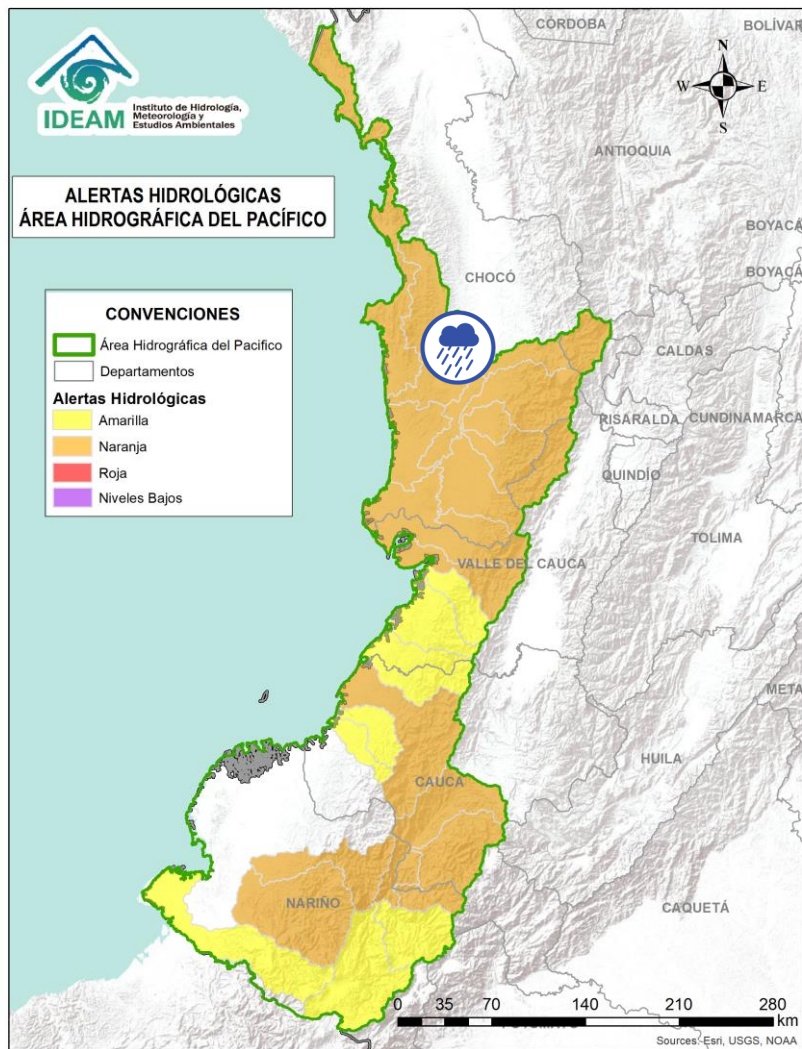 CÓRDOBA
BOLÍVAR
IDEAM
Instituto de Hidrología,
Meteorología y
Estudios Ambientales
N
W
E
S
ANTIOQUIA
ALERTAS HIDROLÓGICAS
ÁREA HIDROGRÁFICA DEL PACÍFICO
BOYACÁ
BOYACÁ
CHOCÓ
CONVENCIONES
Área Hidrográfica del Pacifico
Departamentos
Alertas Hidrológicas
Amarilla
Naranja
Roja
Niveles Bajos
CALDAS
RISARALDA
CUNDINAMARCA
QUINDÍO
TOLIMA
VALLE DEL CAUCA
META
HUILA
CAUCA
NARIÑO
CAQUETÁ
0 35 70 140 210 280
km
Sources: Esri, USGS, NOAA